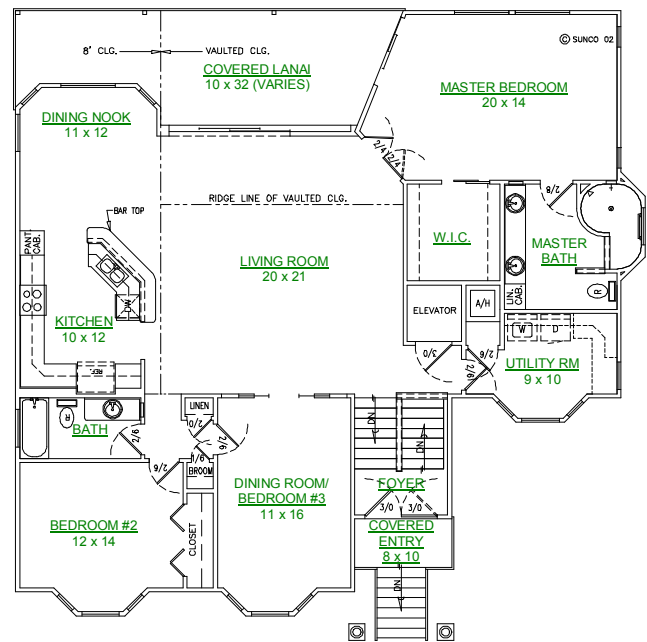 8' CLG.
VAULTED CLG.
© SUNCO 02
COVERED LANAI
10 x 32 (VARIES)
MASTER BEDROOM
20 x 14
DINING NOOK
11 x 12
2/4
2/4
RIDGE LINE OF VAULTED CLG.
2/8
BAR TOP
PANT.
CAB.
W.I.C.
MASTER
BATH
LIVING ROOM
20 x 21
DW
LIN.
CAB.
R
ELEVATOR
A/H
KITCHEN
10 x 12
W
D
3/0
2/6
2/6
UTILITY RM
9 x 10
REF.
LINEN
BATH
R
2/6
2/0
2/6
DN
DN
1/6
BROOM
2/6
DINING ROOM/
BEDROOM #3
11 x 16
FOYER
3/0
3/0
BEDROOM #2
12 x 14
CLOSET
COVERED
ENTRY
8 x 10
DN